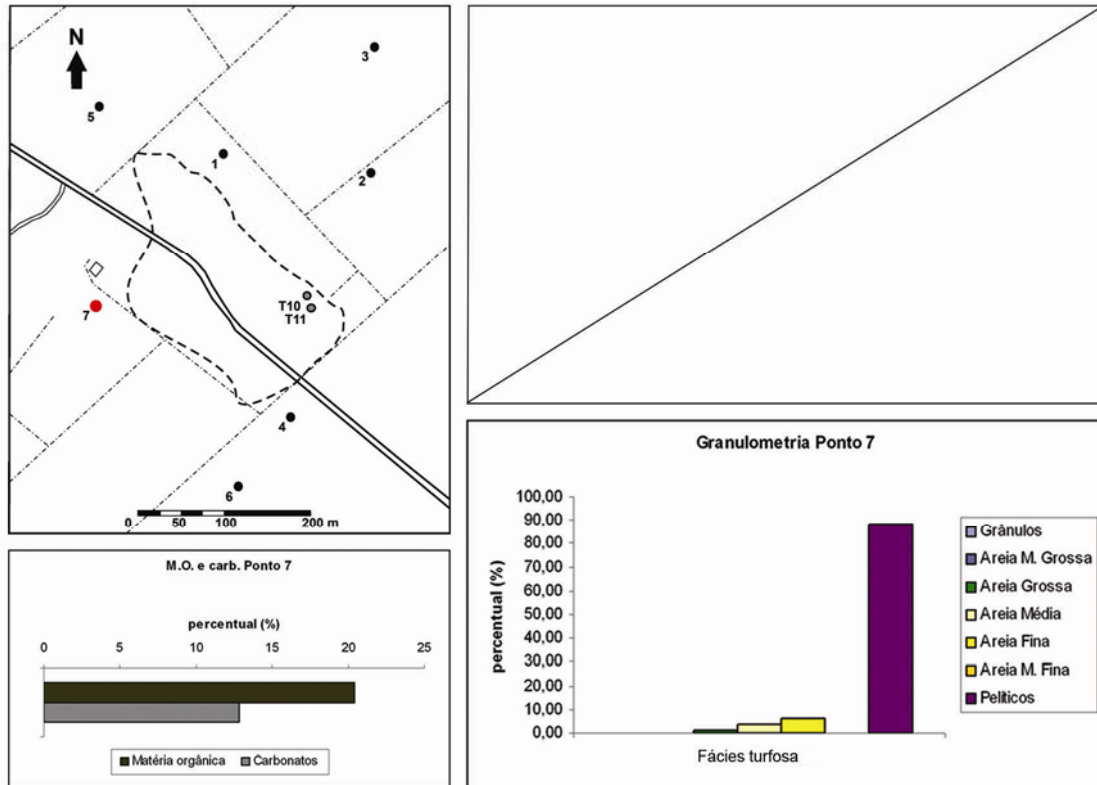 N
3
5
1
2
T10
T11
7
4
6
0 50 100 200 m
M.O. e carb. Ponto 7
percentual (%)
0 5 10 15 20 25
Matéria orgânica Carbonatos
Granulometria Ponto 7
percentual (%)
100,00
90,00
80,00
70,00
60,00
50,00
40,00
30,00
20,00
10,00
0,00
Fácies turfosa
Grânulos
Areia M. Grossa
Areia Grossa
Areia Média
Areia Fina
Areia M. Fina
Pelíticos